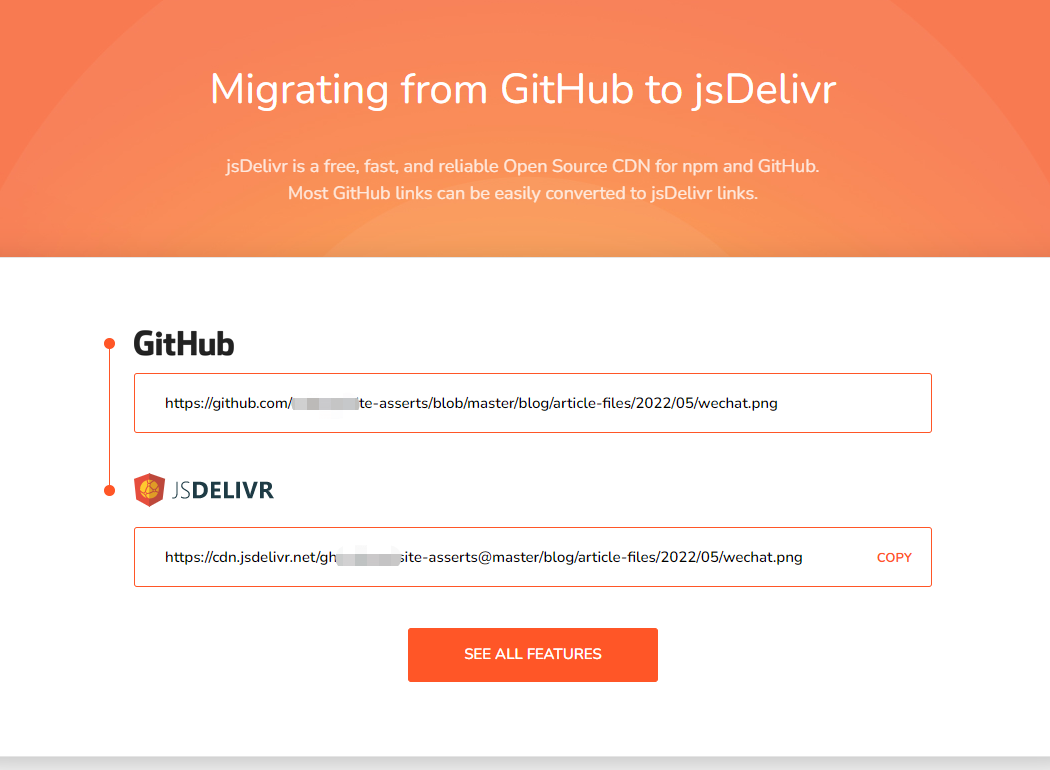 Migrating from GitHub to jsDelivr
jsDelivr is a free, fast, and reliable Open Source CDN for npm and GitHub.
Most GitHub links can be easily converted to jsDelivr links.
GitHub
https://github.com/ te-asserts/blob/master/blog/article-files/2022/05/wechat.png
JSDELIVR
https://cdn.jsdelivr.net/gh site-asserts@master/blog/article-files/2022/05/wechat.png
COPY
SEE ALL FEATURES